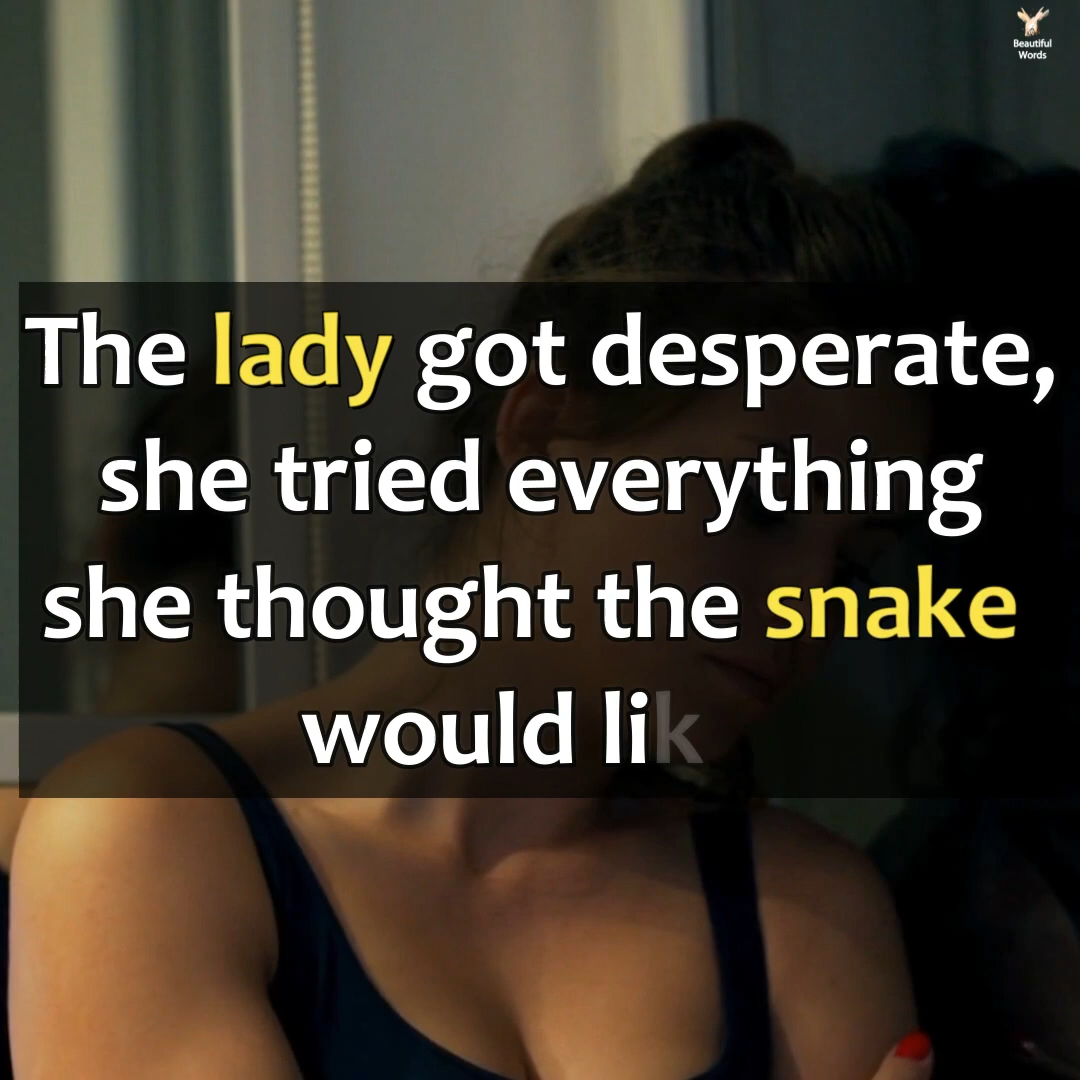 Beautiful
Words
The lady got desperate,
she tried everything
she thought the snake
would lik